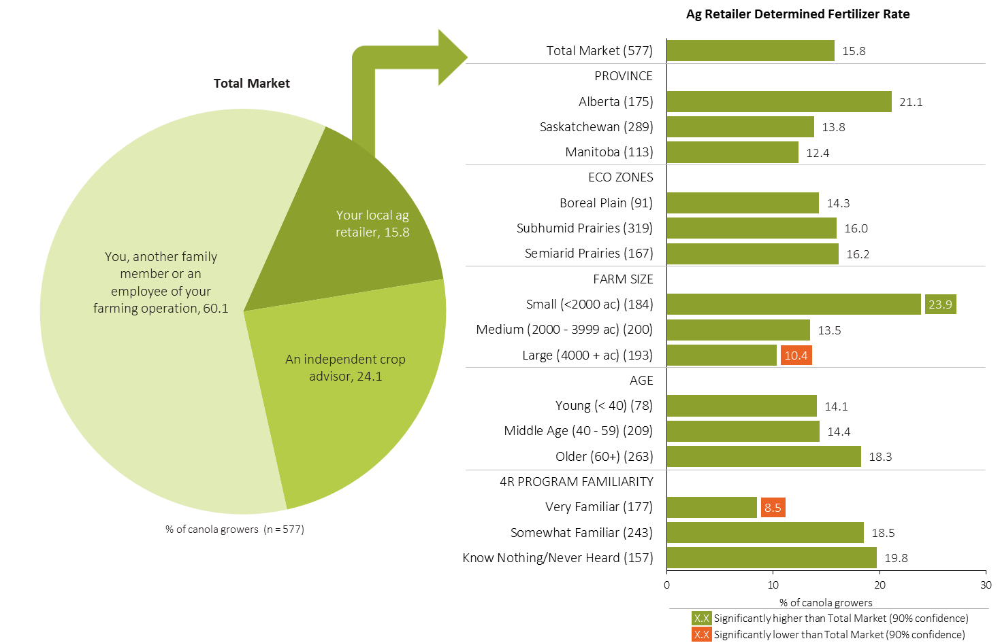 Total Market
You, another family
member or an
employee of your
farming operation, 60.1
Your local ag
retailer, 15.8
An independent crop
advisor, 24.1
% of canola growers (n = 577)
Ag Retailer Determined Fertilizer Rate
Total Market (577) 15.8
PROVINCE
Alberta (175) 21.1
Saskatchewan (289) 13.8
Manitoba (113) 12.4
ECO ZONES
Boreal Plain (91) 14.3
Subhumid Prairies (319) 16.0
Semiarid Prairies (167) 16.2
FARM SIZE
Small (<2000 ac) (184) 23.9
Medium (2000 - 3999 ac) (200) 13.5
Large (4000 + ac) (193) 10.4
AGE
Young (< 40) (78) 14.1
Middle Age (40 - 59) (209) 14.4
Older (60+) (263) 18.3
4R PROGRAM FAMILIARITY
Very Familiar (177) 8.5
Somewhat Familiar (243) 18.5
Know Nothing/Never Heard (157) 19.8
0 10 20 30
% of canola growers
X.X Significantly higher than Total Market (90% confidence)
X.X Significantly lower than Total Market (90% confidence)